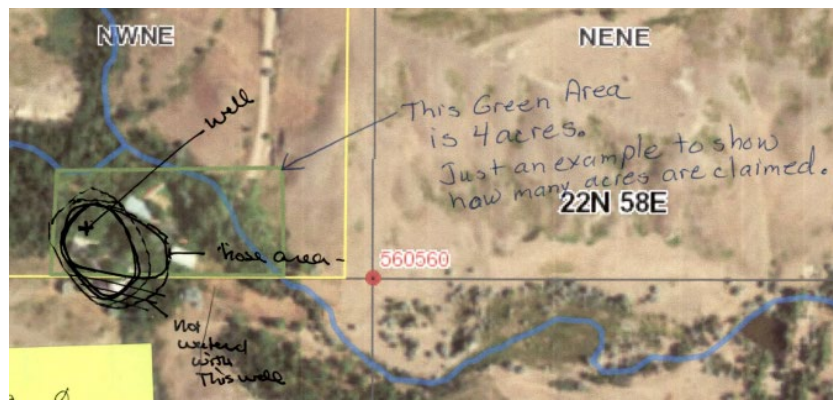 NWNE
NENE
well
This Green Area
is 4 acres.
Just an example to show
how many acres are claimed.
22N 58E
hose area -
560560
Not
waterd
with
This well